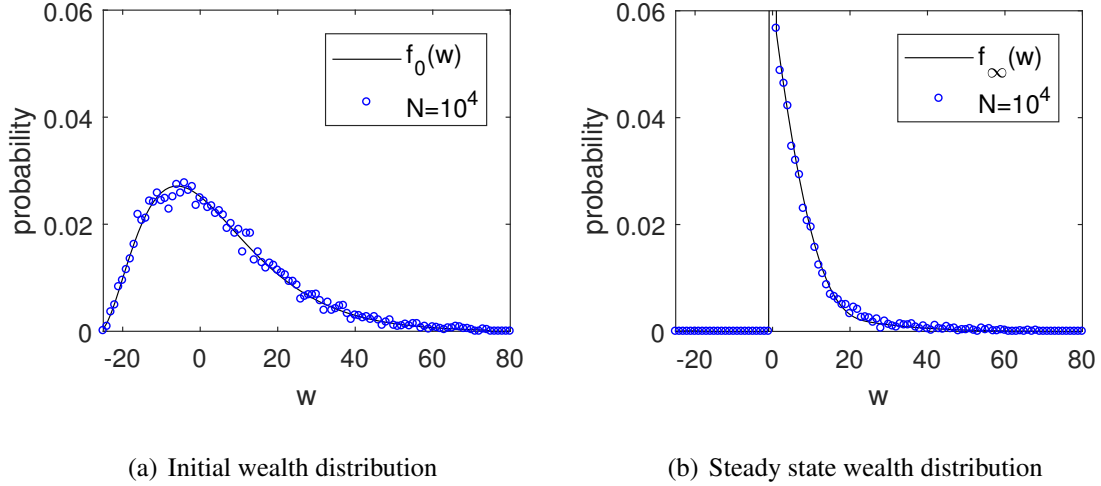 0.06
0.04
0.02
0
probability
-20
0
20
40
60
80
w
f_0(w)
N=10^4
(a) Initial wealth distribution
0.06
0.04
0.02
0
probability
-20
0
20
40
60
80
w
f_∞(w)
N=10^4
(b) Steady state wealth distribution